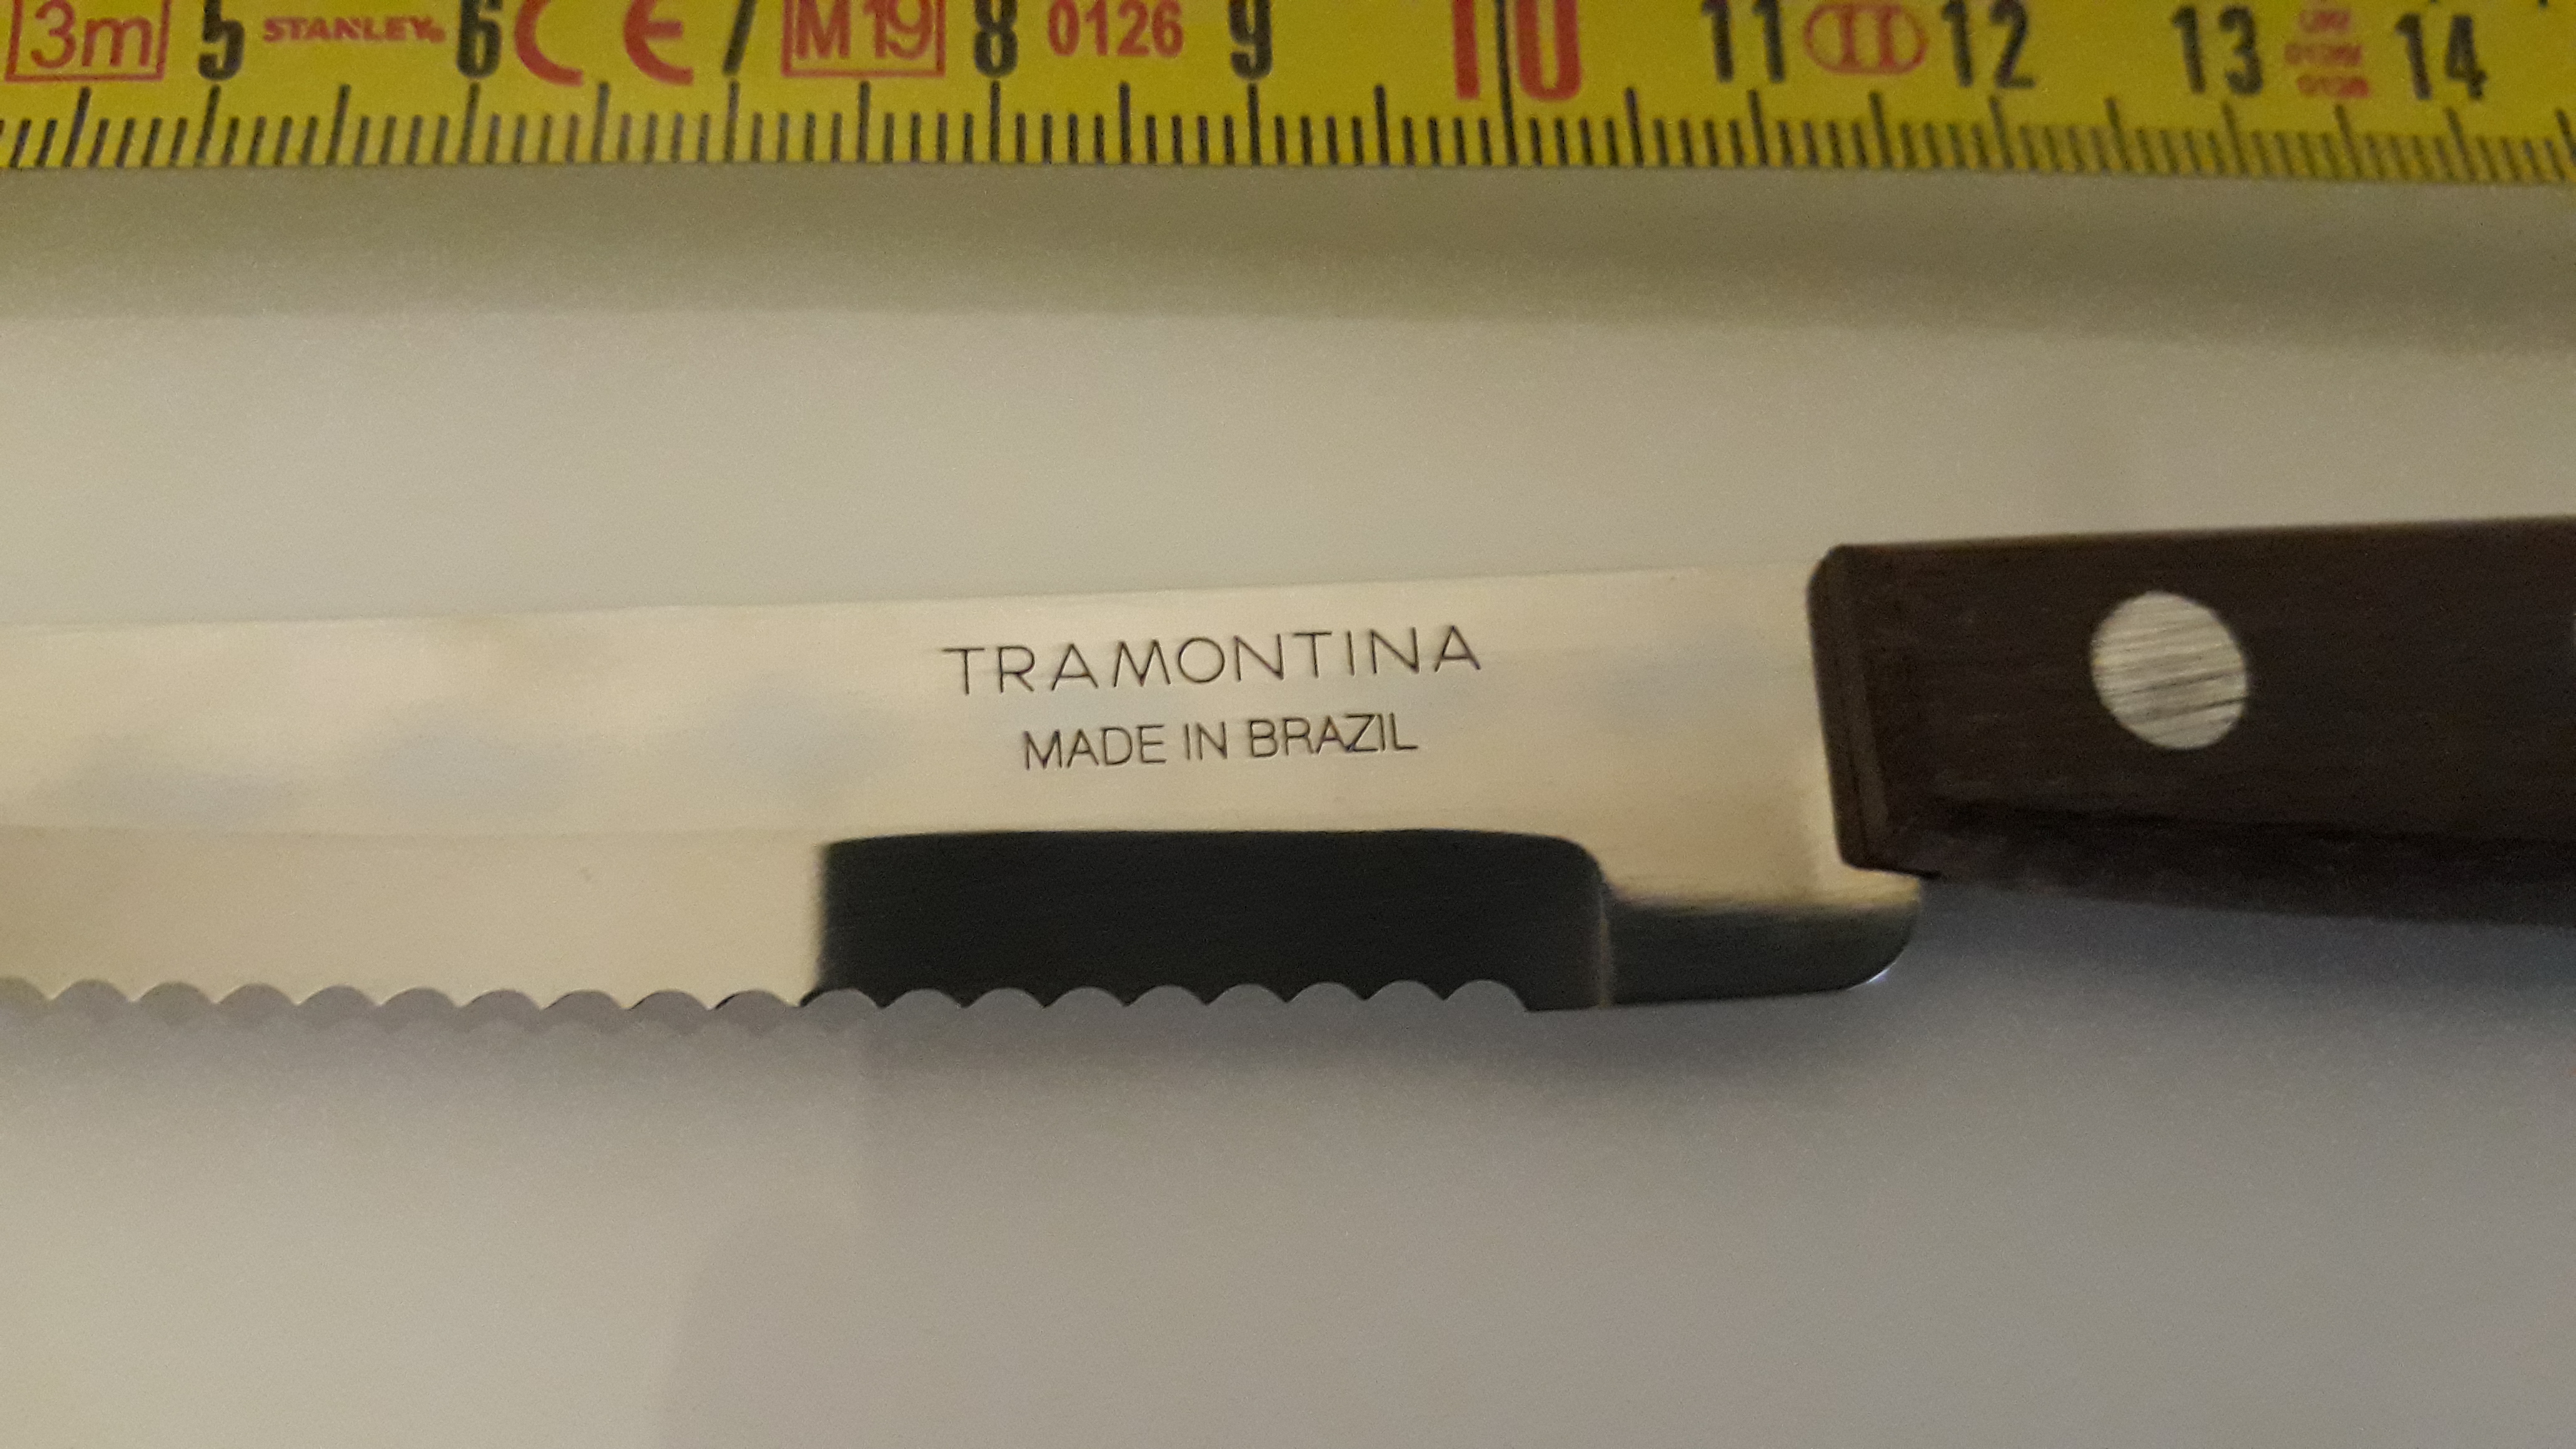 3m 5 STANLEY® 6 CE 7 M19 8 0126 9 10 11 II 12 13 14
TRAMONTINA
MADE IN BRAZIL